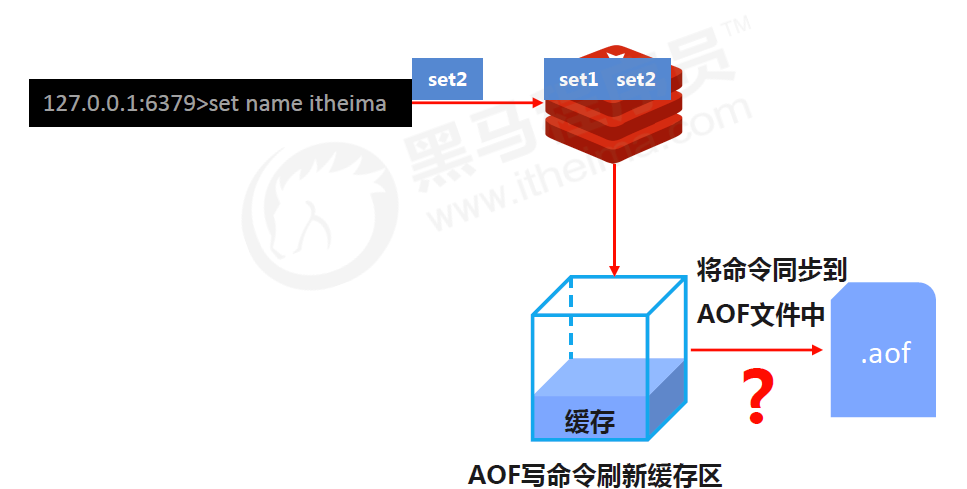 set2
set1 set2
127.0.0.1:6379>set name itheima
黑马程序员™
www.itheima.com
将命令同步到
AOF文件中
.aof
?
缓存
AOF写命令刷新缓存区